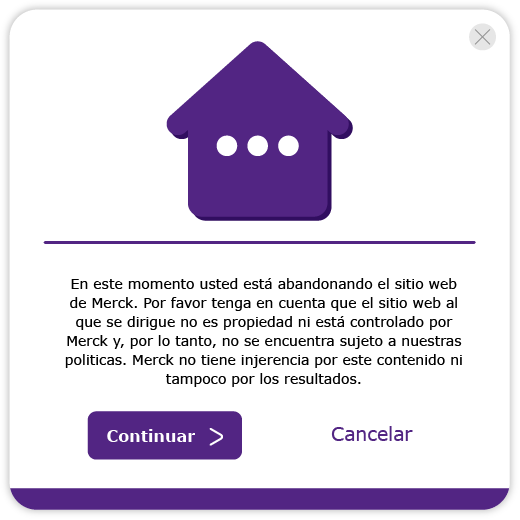 En este momento usted está abandonando el sitio web
de Merck. Por favor tenga en cuenta que el sitio web al
que se dirigue no es propiedad ni está controlado por
Merck y, por lo tanto, no se encuentra sujeto a nuestras
politicas. Merck no tiene injerencia por este contenido ni
tampoco por los resultados.
Continuar
Cancelar